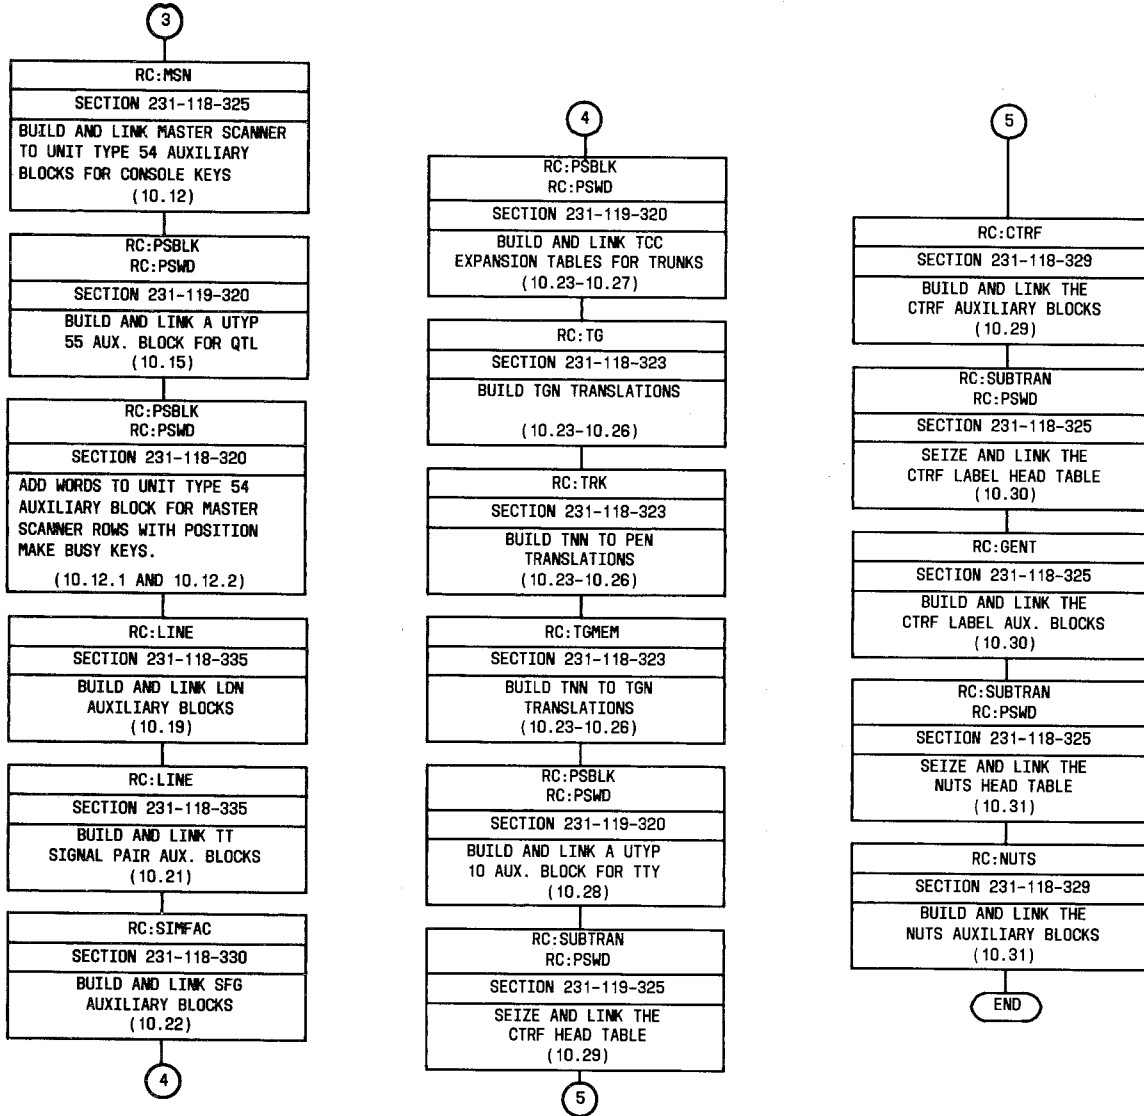 3
RC:MSN
SECTION 231-118-325
BUILD AND LINK MASTER SCANNER
TO UNIT TYPE 54 AUXILIARY
BLOCKS FOR CONSOLE KEYS
(10.12)
RC:PSBLK
RC:PSWD
SECTION 231-119-320
BUILD AND LINK A UTYP
55 AUX. BLOCK FOR QTL
(10.15)
RC:PSBLK
RC:PSWD
SECTION 231-118-320
ADD WORDS TO UNIT TYPE 54
AUXILIARY BLOCK FOR MASTER
SCANNER ROWS WITH POSITION
MAKE BUSY KEYS.
(10.12.1 AND 10.12.2)
RC:LINE
SECTION 231-118-335
BUILD AND LINK LDN
AUXILIARY BLOCKS
(10.19)
RC:LINE
SECTION 231-118-335
BUILD AND LINK TT
SIGNAL PAIR AUX. BLOCKS
(10.21)
RC:SIMFAC
SECTION 231-118-330
BUILD AND LINK SFG
AUXILIARY BLOCKS
(10.22)
4
4
RC:PSBLK
RC:PSWD
SECTION 231-119-320
BUILD AND LINK TCC
EXPANSION TABLES FOR TRUNKS
(10.23-10.27)
RC:TG
SECTION 231-118-323
BUILD TGN TRANSLATIONS
(10.23-10.26)
RC:TRK
SECTION 231-118-323
BUILD TNN TO PEN
TRANSLATIONS
(10.23-10.26)
RC:TGMEM
SECTION 231-118-323
BUILD TNN TO TGN
TRANSLATIONS
(10.23-10.26)
RC:PSBLK
RC:PSWD
SECTION 231-119-320
BUILD AND LINK A UTYP
10 AUX. BLOCK FOR TTY
(10.28)
RC:SUBTRAN
RC:PSWD
SECTION 231-119-325
SEIZE AND LINK THE
CTRF HEAD TABLE
(10.29)
5
5
RC:CTRF
SECTION 231-118-329
BUILD AND LINK THE
CTRF AUXILIARY BLOCKS
(10.29)
RC:SUBTRAN
RC:PSWD
SECTION 231-118-325
SEIZE AND LINK THE
CTRF LABEL HEAD TABLE
(10.30)
RC:GENT
SECTION 231-118-325
BUILD AND LINK THE
CTRF LABEL AUX. BLOCKS
(10.30)
RC:SUBTRAN
RC:PSWD
SECTION 231-118-325
SEIZE AND LINK THE
NUTS HEAD TABLE
(10.31)
RC:NUTS
SECTION 231-118-329
BUILD AND LINK THE
NUTS AUXILIARY BLOCKS
(10.31)
END